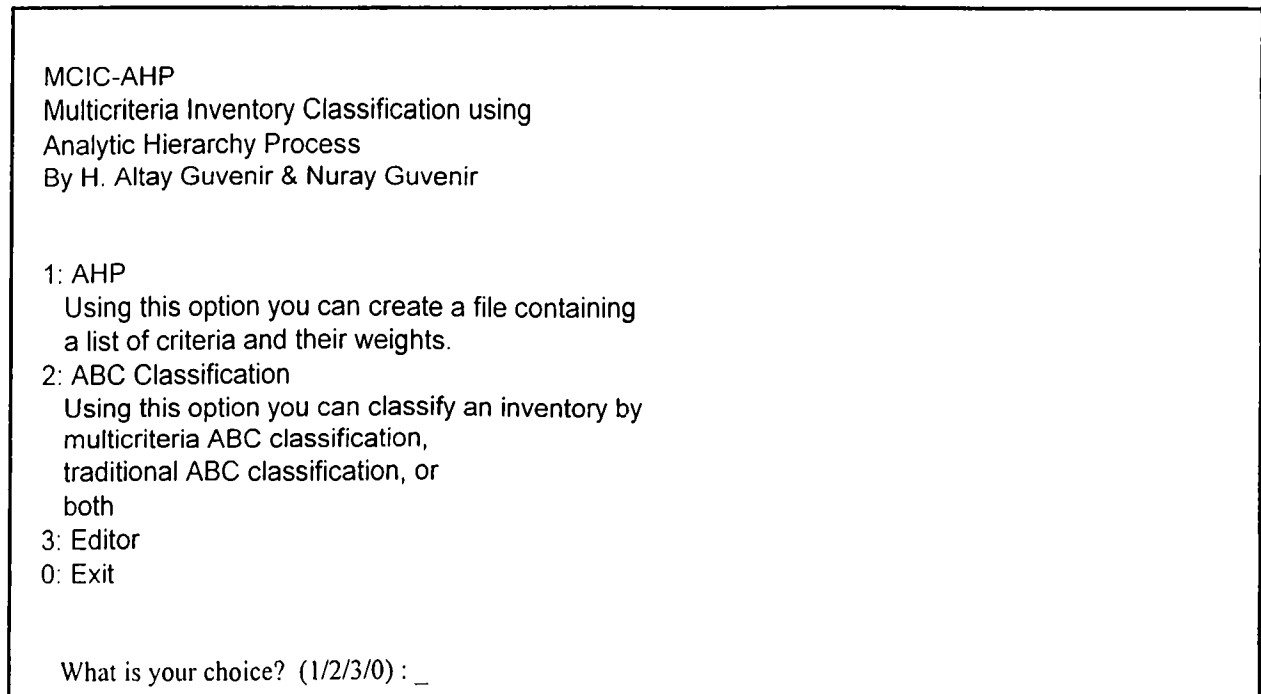 MCIC-AHP
Multicriteria Inventory Classification using
Analytic Hierarchy Process
By H. Altay Guvenir & Nuray Guvenir
1: AHP
Using this option you can create a file containing
a list of criteria and their weights.
2: ABC Classification
Using this option you can classify an inventory by
multicriteria ABC classification,
traditional ABC classification, or
both
3: Editor
0: Exit
What is your choice? (1/2/3/0) : _